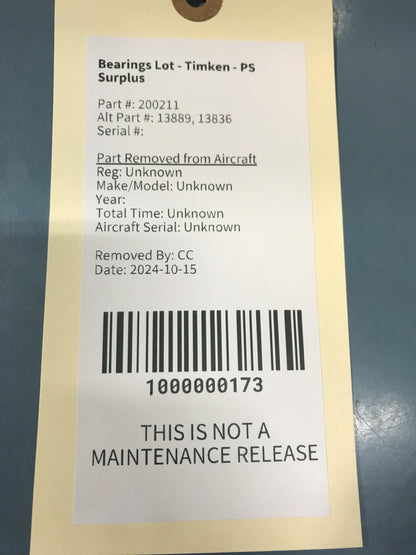 Bearings Lot - Timken - PS
Surplus
Part #: 200211
Alt Part #: 13889, 13836
Serial #:
Part Removed from Aircraft
Reg: Unknown
Make/Model: Unknown
Year:
Total Time: Unknown
Aircraft Serial: Unknown
Removed By: CC
Date: 2024-10-15
1000000173
THIS IS NOT A
MAINTENANCE RELEASE